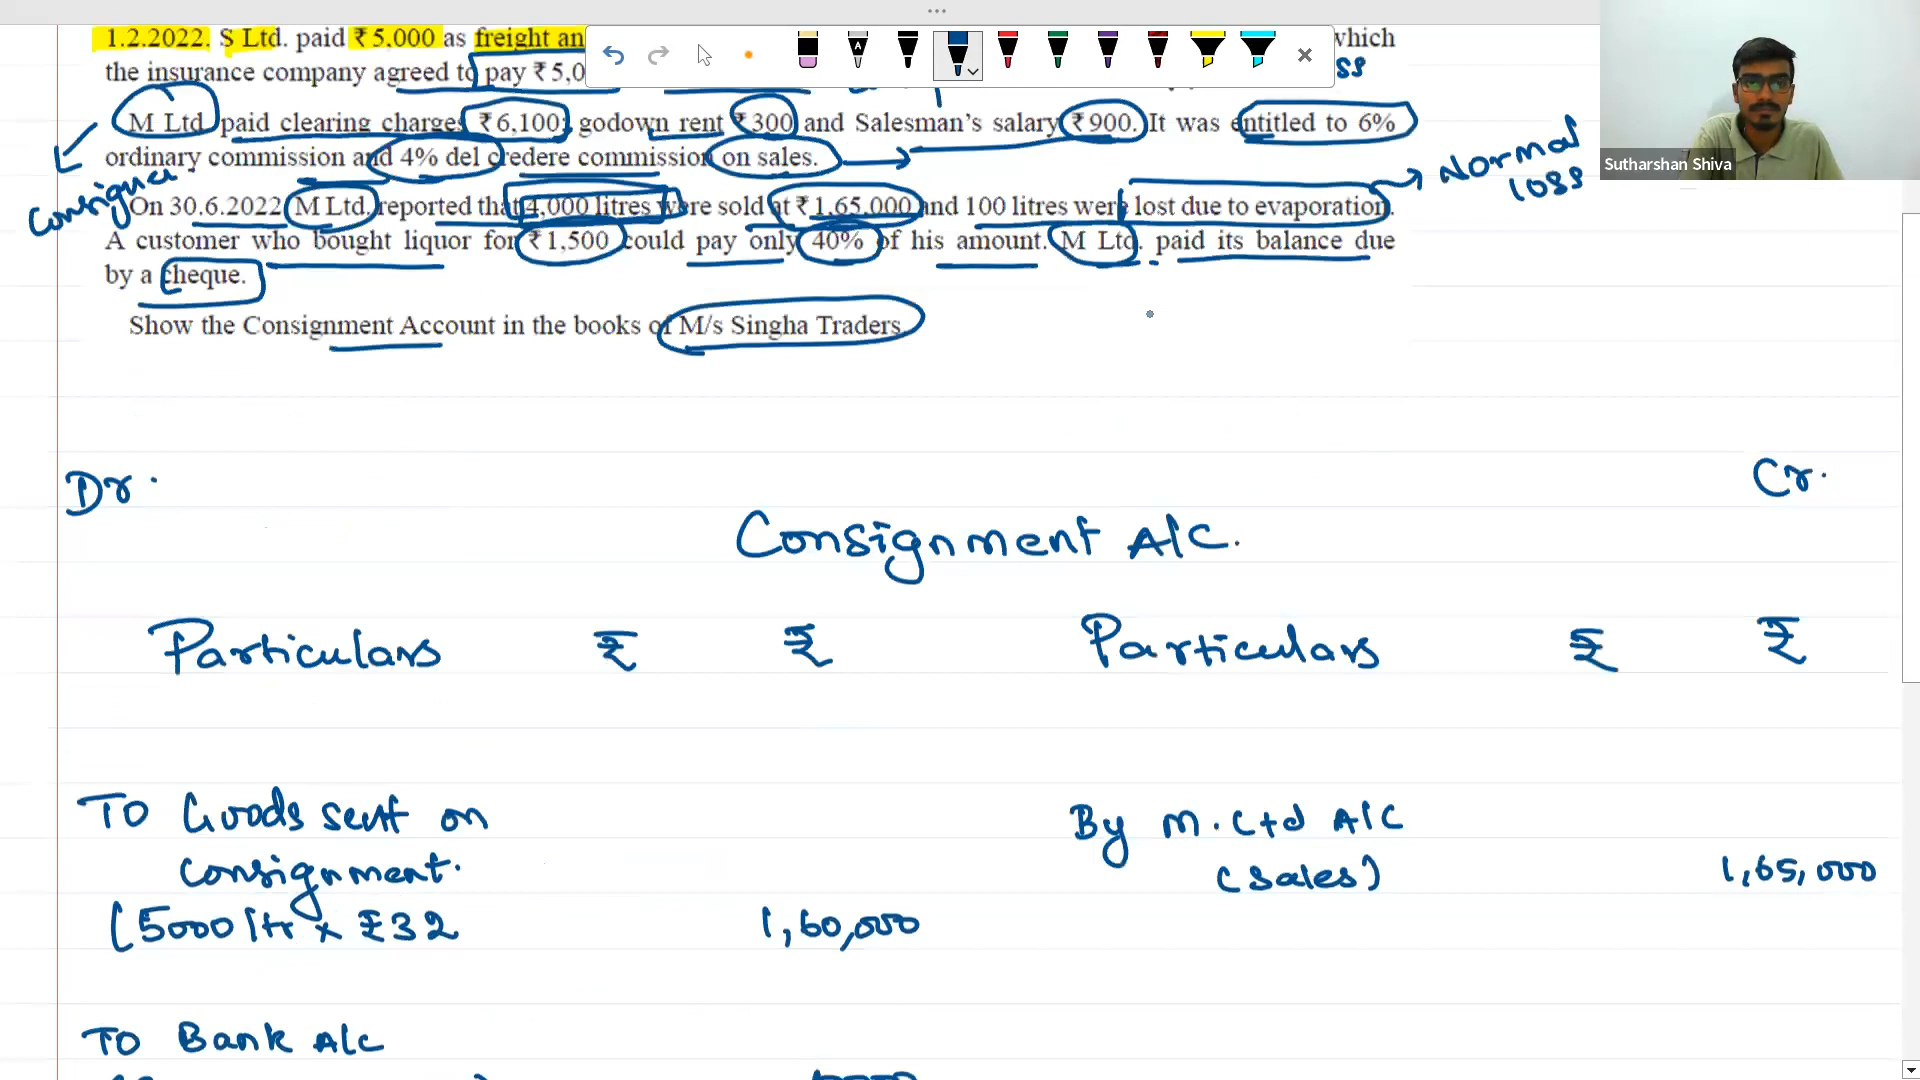 1.2.2022. S Ltd. paid ₹5,000 as freight an
which
the insurance company agreed to pay ₹5,0
ss
M Ltd. paid clearing charges ₹6,100; godown rent ₹300 and Salesman's salary ₹900. It was entitled to 6%
ordinary commission and 4% del credere commission on sales.
Consignee
Normal
loss
On 30.6.2022 M Ltd. reported that 4,000 litres were sold at ₹1,65,000 and 100 litres were lost due to evaporation.
A customer who bought liquor for ₹1,500 could pay only 40% of his amount. M Ltd. paid its balance due
by a cheque.
Show the Consignment Account in the books of M/s Singha Traders.
Sutharshan Shiva
Dr.
Cr.
Consignment A/C.
Particulars ₹ ₹ Particulars ₹ ₹
To Goods sent on
consignment.
(5000 ltr x ₹32 1,60,000
By M. Ltd A/C
(Sales) 1,65,000
To Bank A/c